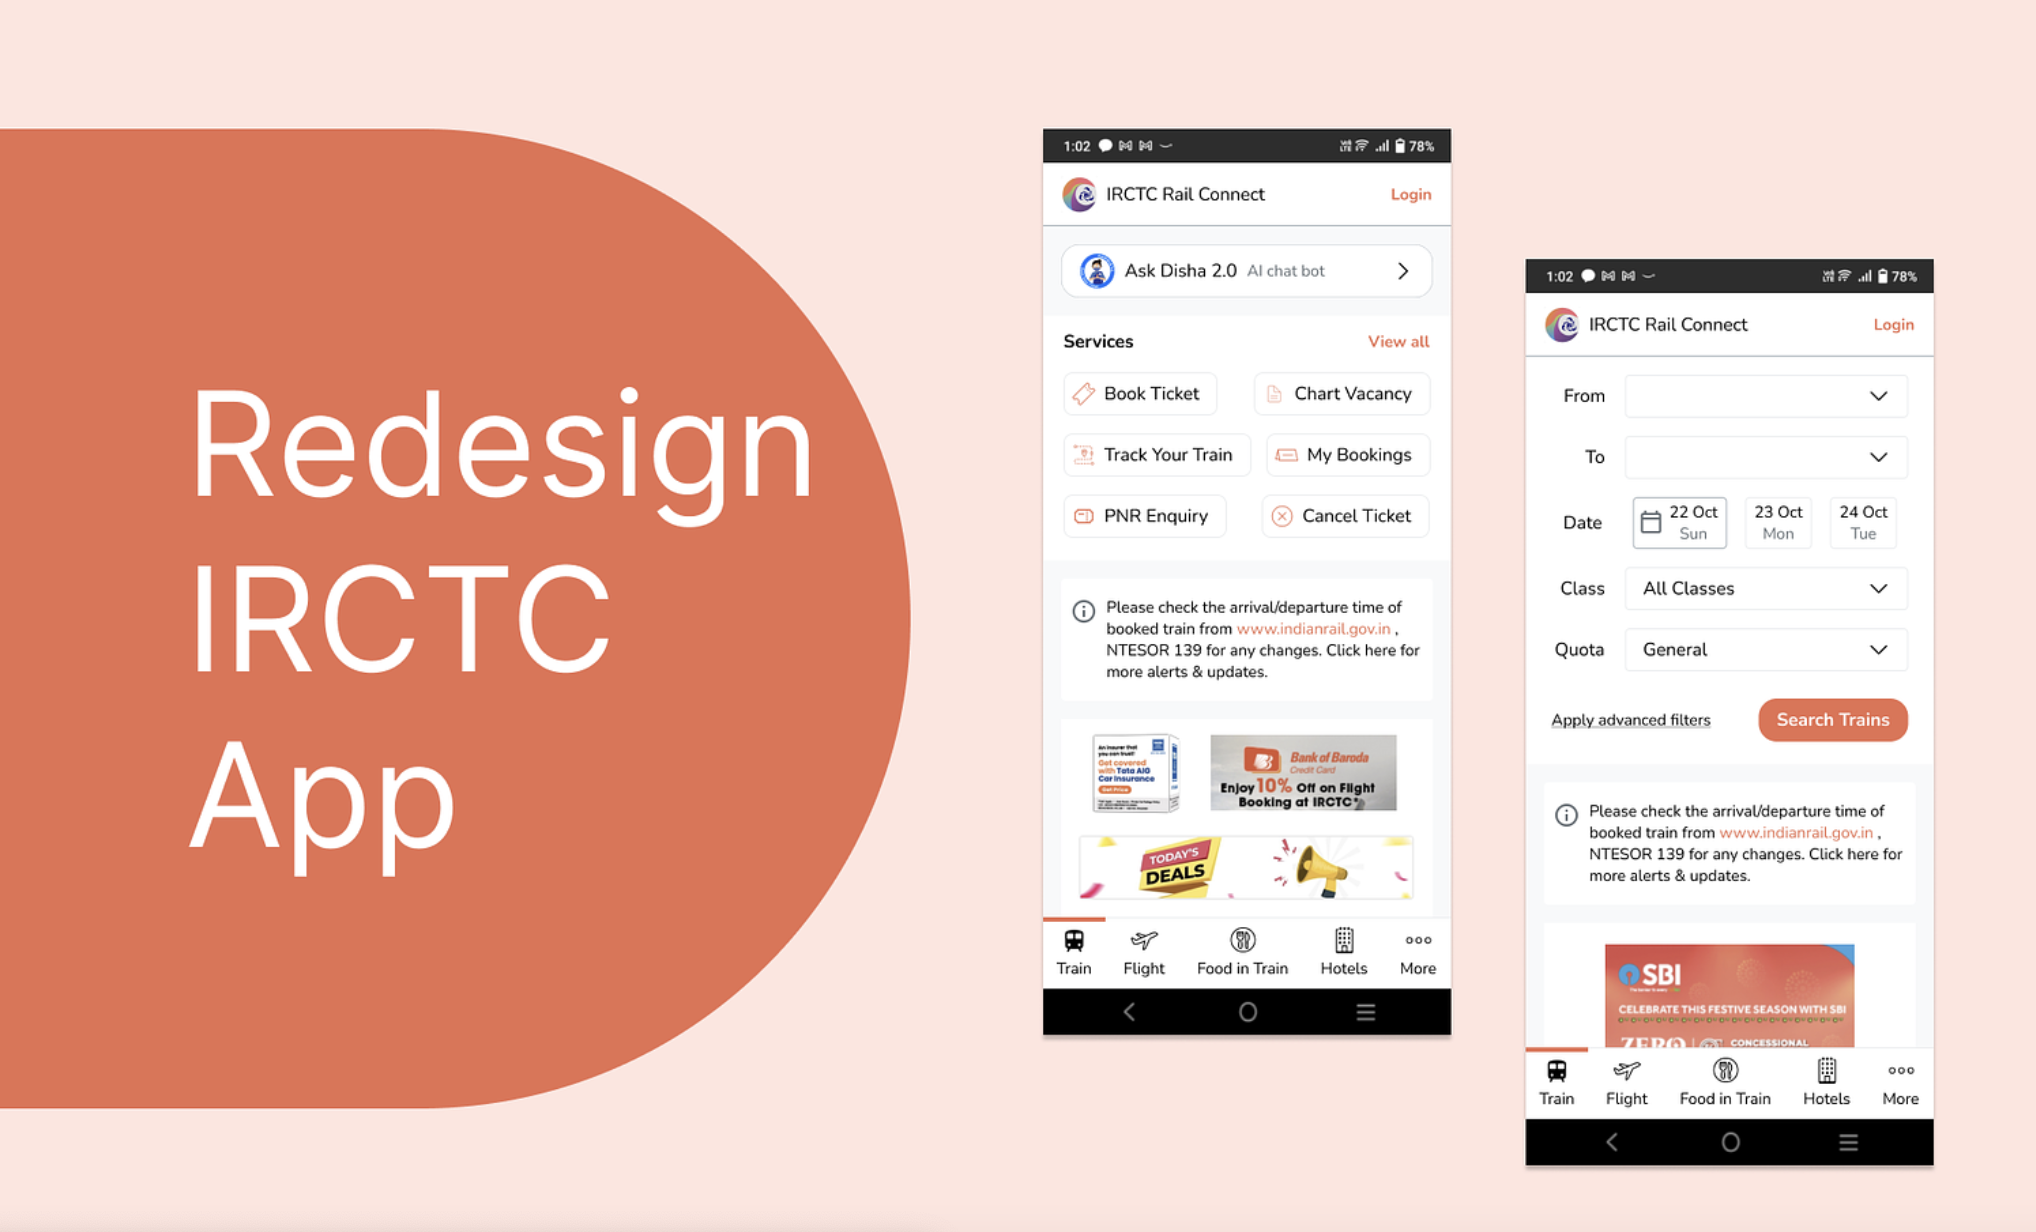 Redesign
IRCTC
App
1:02
78%
IRCTC Rail Connect
Login
Ask Disha 2.0 AI chat bot
Services
View all
Book Ticket
Chart Vacancy
Track Your Train
My Bookings
PNR Enquiry
Cancel Ticket
Please check the arrival/departure time of
booked train from www.indianrail.gov.in ,
NTESOR 139 for any changes. Click here for
more alerts & updates.
An insurer that
you can trust!
Get covered
with Tata AIG
Car Insurance
Get Price
Bank of Baroda
Credit Card
Enjoy 10% Off on Flight
Booking at IRCTC*
TODAY'S
DEALS
Train
Flight
Food in Train
Hotels
More
1:02
78%
IRCTC Rail Connect
Login
From
To
Date
22 Oct
Sun
23 Oct
Mon
24 Oct
Tue
Class
All Classes
Quota
General
Apply advanced filters
Search Trains
Please check the arrival/departure time of
booked train from www.indianrail.gov.in ,
NTESOR 139 for any changes. Click here for
more alerts & updates.
SBI
CELEBRATE THIS FESTIVE SEASON WITH SBI
ZERO
CONCESSIONAL
Train
Flight
Food in Train
Hotels
More